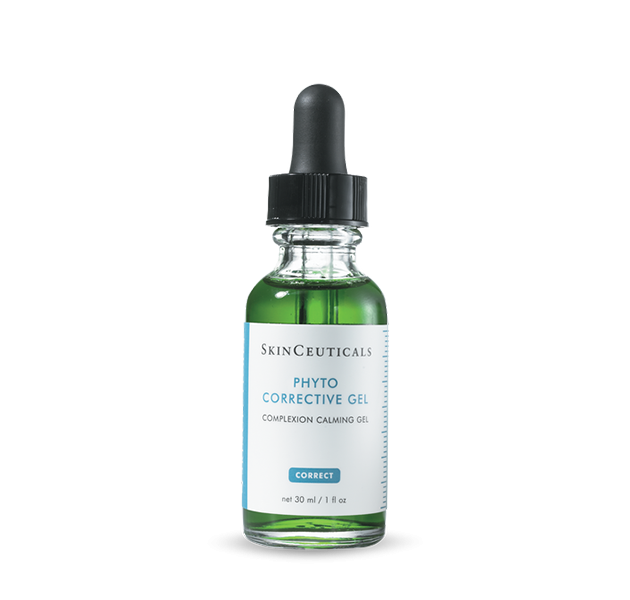 SKINCEUTICALS
PHYTO
CORRECTIVE GEL
COMPLEXION CALMING GEL
CORRECT
net 30 ml / 1 fl oz